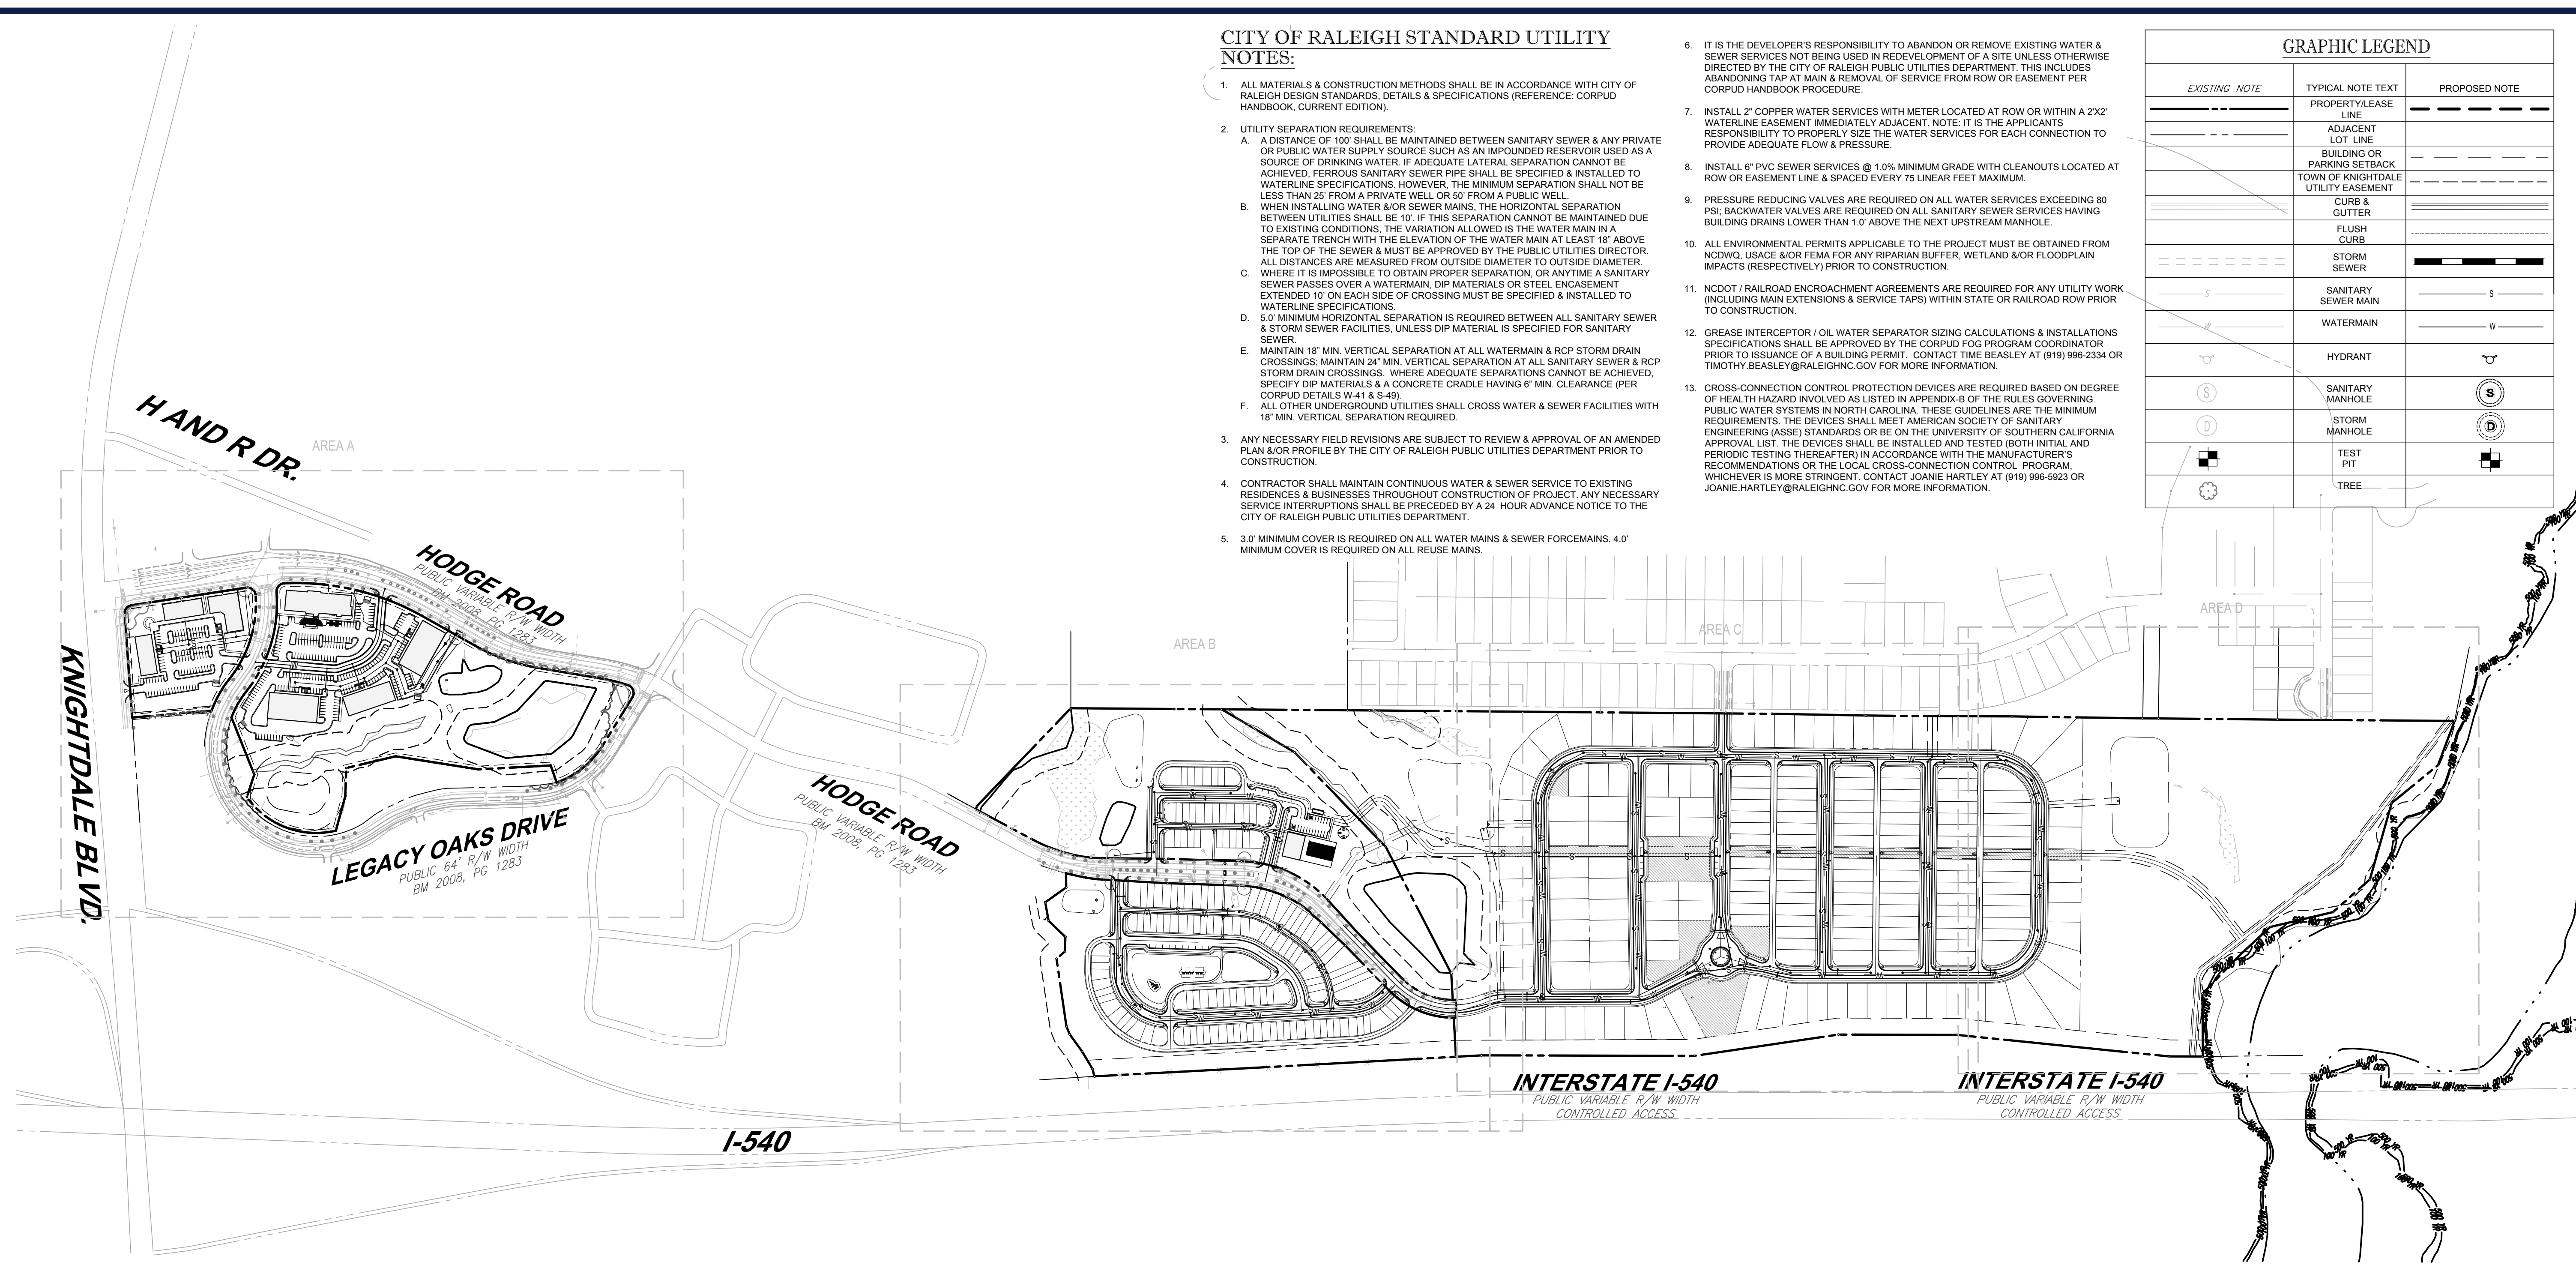 CITY OF RALEIGH STANDARD UTILITY
NOTES:
1. ALL MATERIALS & CONSTRUCTION METHODS SHALL BE IN ACCORDANCE WITH CITY OF
RALEIGH DESIGN STANDARDS, DETAILS & SPECIFICATIONS (REFERENCE: CORPUD
HANDBOOK, CURRENT EDITION).
2. UTILITY SEPARATION REQUIREMENTS:
A. A DISTANCE OF 100' SHALL BE MAINTAINED BETWEEN SANITARY SEWER & ANY PRIVATE
OR PUBLIC WATER SUPPLY SOURCE SUCH AS AN IMPOUNDED RESERVOIR USED AS A
SOURCE OF DRINKING WATER. IF ADEQUATE LATERAL SEPARATION CANNOT BE
ACHIEVED, FERROUS SANITARY SEWER PIPE SHALL BE SPECIFIED & INSTALLED TO
WATERLINE SPECIFICATIONS. HOWEVER, THE MINIMUM SEPARATION SHALL NOT BE
LESS THAN 25' FROM A PRIVATE WELL OR 50' FROM A PUBLIC WELL.
B. WHEN INSTALLING WATER &/OR SEWER MAINS, THE HORIZONTAL SEPARATION
BETWEEN UTILITIES SHALL BE 10'. IF THIS SEPARATION CANNOT BE MAINTAINED DUE
TO EXISTING CONDITIONS, THE VARIATION ALLOWED IS THE WATER MAIN IN A
SEPARATE TRENCH WITH THE ELEVATION OF THE WATER MAIN AT LEAST 18" ABOVE
THE TOP OF THE SEWER & MUST BE APPROVED BY THE PUBLIC UTILITIES DIRECTOR.
ALL DISTANCES ARE MEASURED FROM OUTSIDE DIAMETER TO OUTSIDE DIAMETER.
C. WHERE IT IS IMPOSSIBLE TO OBTAIN PROPER SEPARATION, OR ANYTIME A SANITARY
SEWER PASSES OVER A WATERMAIN, DIP MATERIALS OR STEEL ENCASEMENT
EXTENDED 10' ON EACH SIDE OF CROSSING MUST BE SPECIFIED & INSTALLED TO
WATERLINE SPECIFICATIONS.
D. 5.0' MINIMUM HORIZONTAL SEPARATION IS REQUIRED BETWEEN ALL SANITARY SEWER
& STORM SEWER FACILITIES, UNLESS DIP MATERIAL IS SPECIFIED FOR SANITARY
SEWER.
E. MAINTAIN 18" MIN. VERTICAL SEPARATION AT ALL WATERMAIN & RCP STORM DRAIN
CROSSINGS; MAINTAIN 24" MIN. VERTICAL SEPARATION AT ALL SANITARY SEWER & RCP
STORM DRAIN CROSSINGS. WHERE ADEQUATE SEPARATIONS CANNOT BE ACHIEVED,
SPECIFY DIP MATERIALS & A CONCRETE CRADLE HAVING 6" MIN. CLEARANCE (PER
CORPUD DETAILS W-41 & S-49).
F. ALL OTHER UNDERGROUND UTILITIES SHALL CROSS WATER & SEWER FACILITIES WITH
18" MIN. VERTICAL SEPARATION REQUIRED.
3. ANY NECESSARY FIELD REVISIONS ARE SUBJECT TO REVIEW & APPROVAL OF AN AMENDED
PLAN &/OR PROFILE BY THE CITY OF RALEIGH PUBLIC UTILITIES DEPARTMENT PRIOR TO
CONSTRUCTION.
4. CONTRACTOR SHALL MAINTAIN CONTINUOUS WATER & SEWER SERVICE TO EXISTING
RESIDENCES & BUSINESSES THROUGHOUT CONSTRUCTION OF PROJECT. ANY NECESSARY
SERVICE INTERRUPTIONS SHALL BE PRECEDED BY A 24 HOUR ADVANCE NOTICE TO THE
CITY OF RALEIGH PUBLIC UTILITIES DEPARTMENT.
5. 3.0' MINIMUM COVER IS REQUIRED ON ALL WATER MAINS & SEWER FORCEMAINS. 4.0'
MINIMUM COVER IS REQUIRED ON ALL REUSE MAINS.
6. IT IS THE DEVELOPER'S RESPONSIBILITY TO ABANDON OR REMOVE EXISTING WATER &
SEWER SERVICES NOT BEING USED IN REDEVELOPMENT OF A SITE UNLESS OTHERWISE
DIRECTED BY THE CITY OF RALEIGH PUBLIC UTILITIES DEPARTMENT. THIS INCLUDES
ABANDONING TAP AT MAIN & REMOVAL OF SERVICE FROM ROW OR EASEMENT PER
CORPUD HANDBOOK PROCEDURE.
7. INSTALL 2" COPPER WATER SERVICES WITH METER LOCATED AT ROW OR WITHIN A 2'X2'
WATERLINE EASEMENT IMMEDIATELY ADJACENT. NOTE: IT IS THE APPLICANTS
RESPONSIBILITY TO PROPERLY SIZE THE WATER SERVICES FOR EACH CONNECTION TO
PROVIDE ADEQUATE FLOW & PRESSURE.
8. INSTALL 6" PVC SEWER SERVICES @ 1.0% MINIMUM GRADE WITH CLEANOUTS LOCATED AT
ROW OR EASEMENT LINE & SPACED EVERY 75 LINEAR FEET MAXIMUM.
9. PRESSURE REDUCING VALVES ARE REQUIRED ON ALL WATER SERVICES EXCEEDING 80
PSI; BACKWATER VALVES ARE REQUIRED ON ALL SANITARY SEWER SERVICES HAVING
BUILDING DRAINS LOWER THAN 1.0' ABOVE THE NEXT UPSTREAM MANHOLE.
10. ALL ENVIRONMENTAL PERMITS APPLICABLE TO THE PROJECT MUST BE OBTAINED FROM
NCDWQ, USACE &/OR FEMA FOR ANY RIPARIAN BUFFER, WETLAND &/OR FLOODPLAIN
IMPACTS (RESPECTIVELY) PRIOR TO CONSTRUCTION.
11. NCDOT / RAILROAD ENCROACHMENT AGREEMENTS ARE REQUIRED FOR ANY UTILITY WORK
(INCLUDING MAIN EXTENSIONS & SERVICE TAPS) WITHIN STATE OR RAILROAD ROW PRIOR
TO CONSTRUCTION.
12. GREASE INTERCEPTOR / OIL WATER SEPARATOR SIZING CALCULATIONS & INSTALLATIONS
SPECIFICATIONS SHALL BE APPROVED BY THE CORPUD FOG PROGRAM COORDINATOR
PRIOR TO ISSUANCE OF A BUILDING PERMIT. CONTACT TIME BEASLEY AT (919) 996-2334 OR
TIMOTHY.BEASLEY@RALEIGHNC.GOV FOR MORE INFORMATION.
13. CROSS-CONNECTION CONTROL PROTECTION DEVICES ARE REQUIRED BASED ON DEGREE
OF HEALTH HAZARD INVOLVED AS LISTED IN APPENDIX-B OF THE RULES GOVERNING
PUBLIC WATER SYSTEMS IN NORTH CAROLINA. THESE GUIDELINES ARE THE MINIMUM
REQUIREMENTS. THE DEVICES SHALL MEET AMERICAN SOCIETY OF SANITARY
ENGINEERING (ASSE) STANDARDS OR BE ON THE UNIVERSITY OF SOUTHERN CALIFORNIA
APPROVAL LIST. THE DEVICES SHALL BE INSTALLED AND TESTED (BOTH INITIAL AND
PERIODIC TESTING THEREAFTER) IN ACCORDANCE WITH THE MANUFACTURER'S
RECOMMENDATIONS OR THE LOCAL CROSS-CONNECTION CONTROL PROGRAM,
WHICHEVER IS MORE STRINGENT. CONTACT JOANIE HARTLEY AT (919) 996-5923 OR
JOANIE.HARTLEY@RALEIGHNC.GOV FOR MORE INFORMATION.
GRAPHIC LEGEND
EXISTING NOTE TYPICAL NOTE TEXT PROPOSED NOTE
PROPERTY/LEASE
LINE
ADJACENT
LOT LINE
BUILDING OR
PARKING SETBACK
TOWN OF KNIGHTDALE
UTILITY EASEMENT
CURB &
GUTTER
FLUSH
CURB
STORM
SEWER
S SANITARY S
SEWER MAIN
W WATERMAIN W
HYDRANT
S SANITARY S
MANHOLE
D STORM D
MANHOLE
TEST
PIT
TREE
H AND R DR.
AREA A
HODGE ROAD
PUBLIC VARIABLE R/W WIDTH
BM 2008, PG 1283
KNIGHTDALE BLVD.
LEGACY OAKS DRIVE
PUBLIC 64' R/W WIDTH
BM 2008, PG 1283
HODGE ROAD
PUBLIC VARIABLE R/W WIDTH
BM 2008, PG 1283
AREA B
AREA C
AREA D
INTERSTATE I-540
PUBLIC VARIABLE R/W WIDTH
CONTROLLED ACCESS
INTERSTATE I-540
PUBLIC VARIABLE R/W WIDTH
CONTROLLED ACCESS
I-540